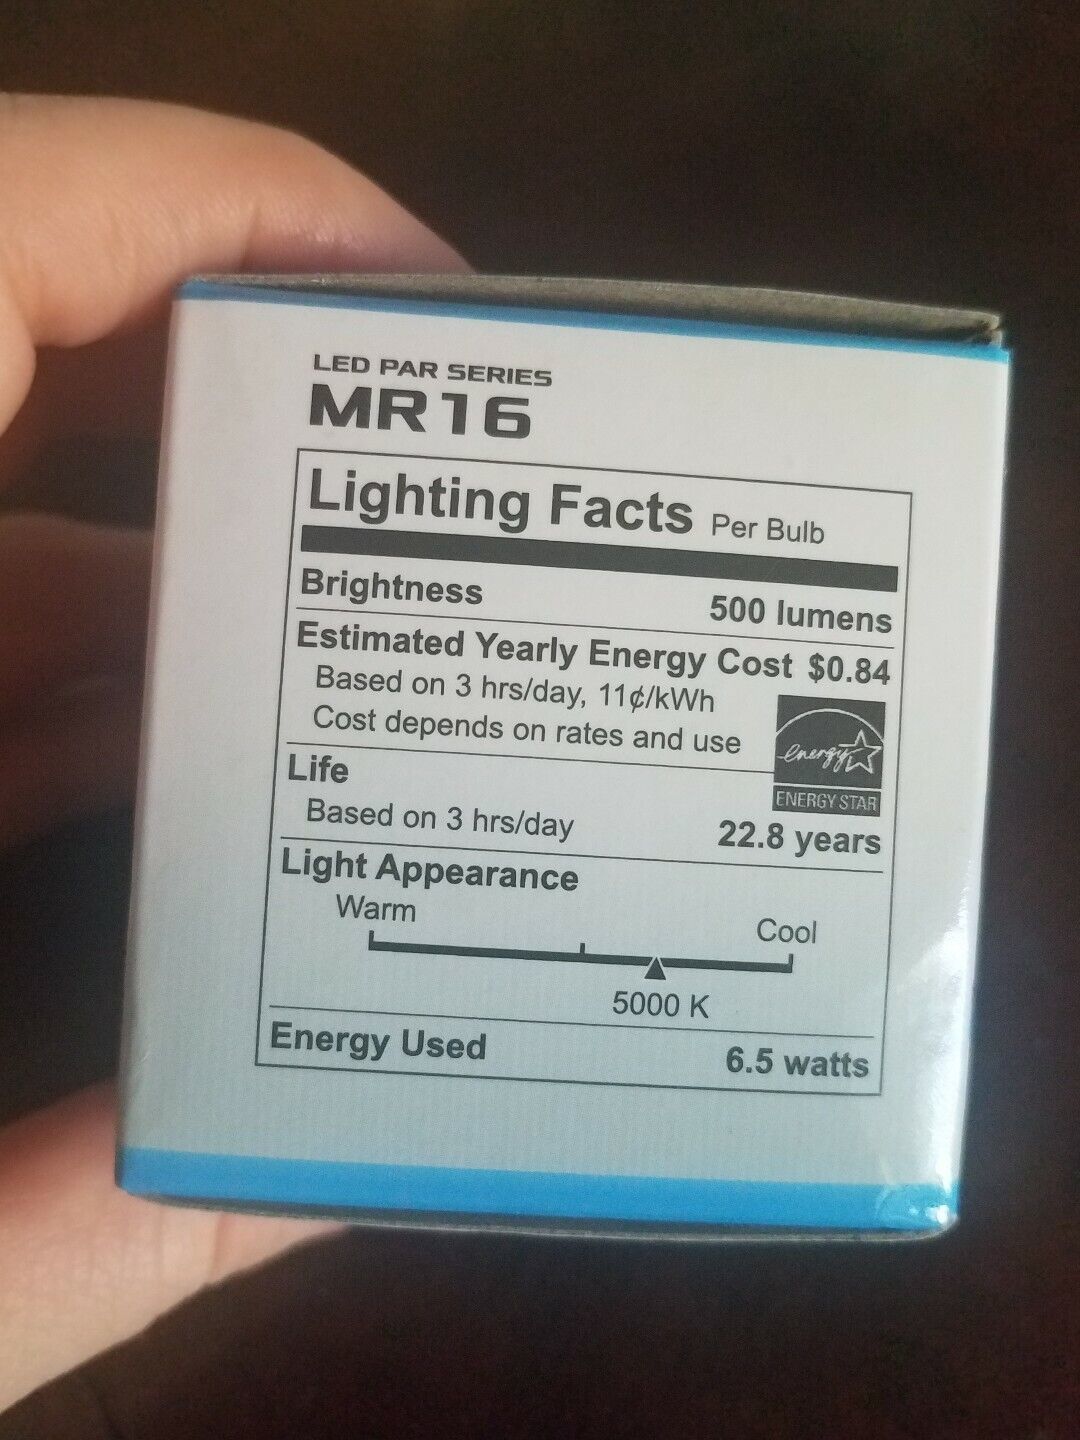 LED PAR SERIES
MR16
Lighting Facts Per Bulb
Brightness 500 lumens
Estimated Yearly Energy Cost $0.84
Based on 3 hrs/day, 11¢/kWh
Cost depends on rates and use
energy
ENERGY STAR
Life
Based on 3 hrs/day 22.8 years
Light Appearance
Warm Cool
5000 K
Energy Used 6.5 watts